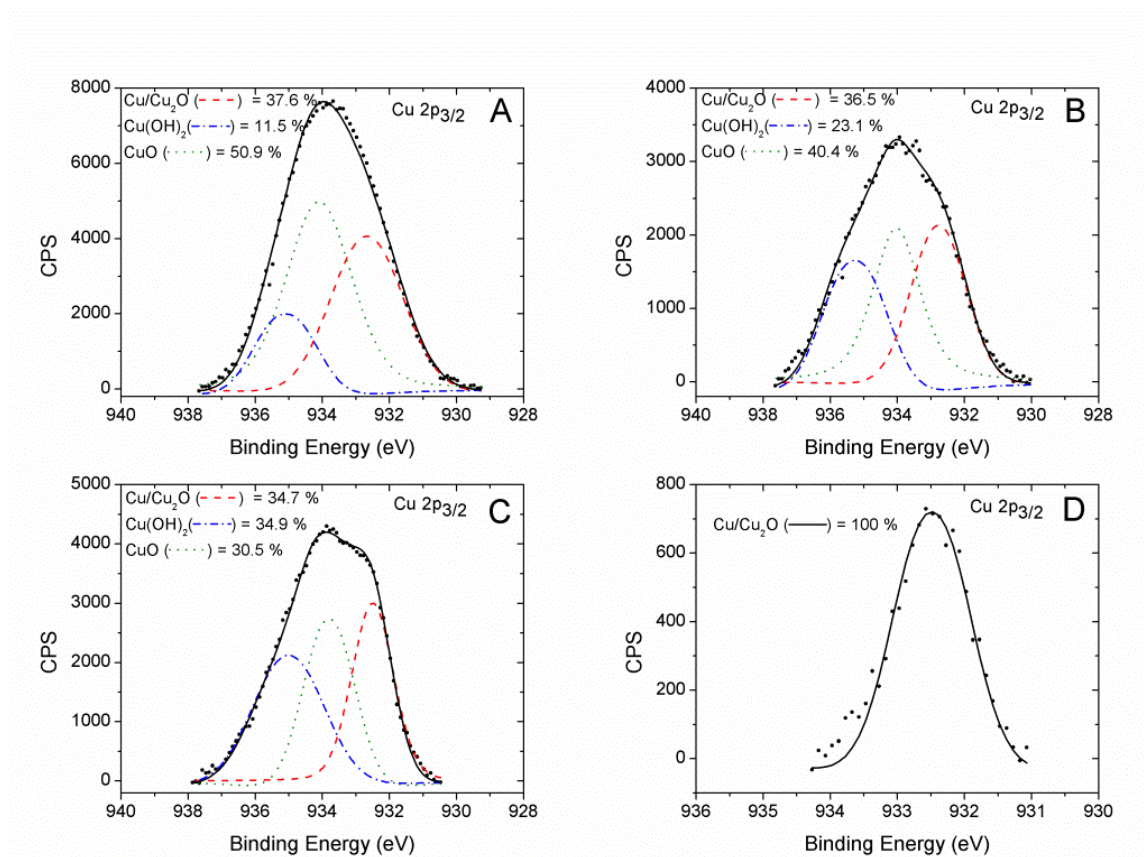 8000
6000
4000
2000
0
940 938 936 934 932 930 928
CPS
Binding Energy (eV)
Cu/Cu2O ( ) = 37.6 %
Cu(OH)2( ) = 11.5 %
CuO ( ) = 50.9 %
Cu 2p3/2
A
4000
3000
2000
1000
0
940 938 936 934 932 930 928
CPS
Binding Energy (eV)
Cu/Cu2O ( ) = 36.5 %
Cu(OH)2( ) = 23.1 %
CuO ( ) = 40.4 %
Cu 2p3/2
B
5000
4000
3000
2000
1000
0
940 938 936 934 932 930 928
CPS
Binding Energy (eV)
Cu/Cu2O ( ) = 34.7 %
Cu(OH)2( ) = 34.9 %
CuO ( ) = 30.5 %
Cu 2p3/2
C
800
600
400
200
0
936 935 934 933 932 931 930
CPS
Binding Energy (eV)
Cu/Cu2O ( ) = 100 %
Cu 2p3/2
D